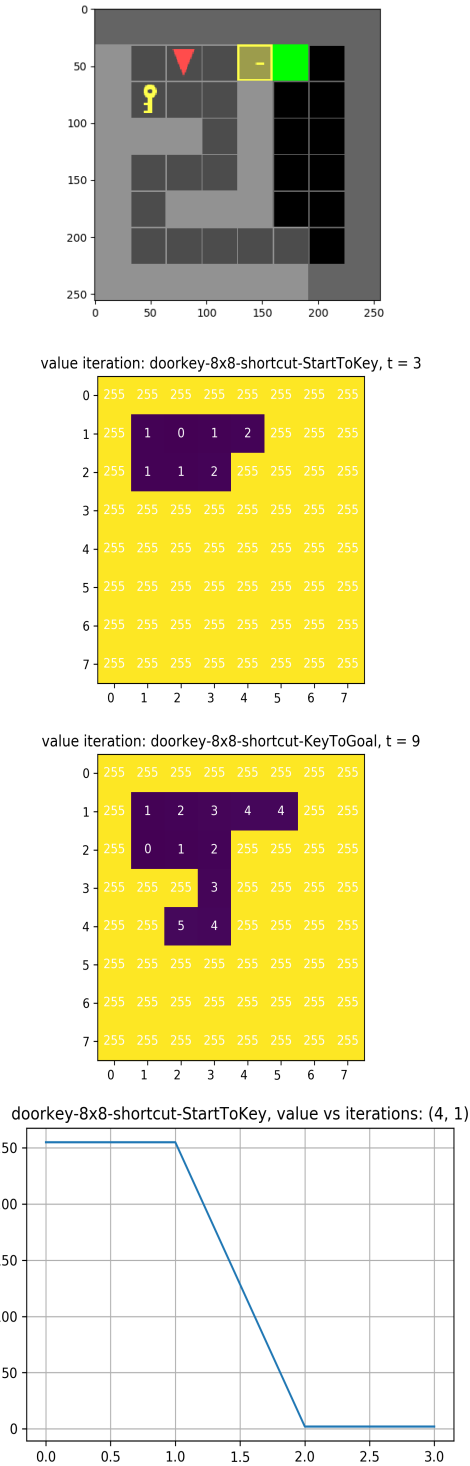 0
50
100
150
200
250
0 50 100 150 200 250
value iteration: doorkey-8x8-shortcut-StartToKey, t = 3
0 255 255 255 255 255 255 255 255
1 255 1 0 1 2 255 255 255
2 255 1 1 2 255 255 255 255
3 255 255 255 255 255 255 255 255
4 255 255 255 255 255 255 255 255
5 255 255 255 255 255 255 255 255
6 255 255 255 255 255 255 255 255
7 255 255 255 255 255 255 255 255
0 1 2 3 4 5 6 7
value iteration: doorkey-8x8-shortcut-KeyToGoal, t = 9
0 255 255 255 255 255 255 255 255
1 255 1 2 3 4 4 255 255
2 255 0 1 2 255 255 255 255
3 255 255 255 3 255 255 255 255
4 255 255 5 4 255 255 255 255
5 255 255 255 255 255 255 255 255
6 255 255 255 255 255 255 255 255
7 255 255 255 255 255 255 255 255
0 1 2 3 4 5 6 7
doorkey-8x8-shortcut-StartToKey, value vs iterations: (4, 1)
50
00
50
00
50
0
0.0 0.5 1.0 1.5 2.0 2.5 3.0